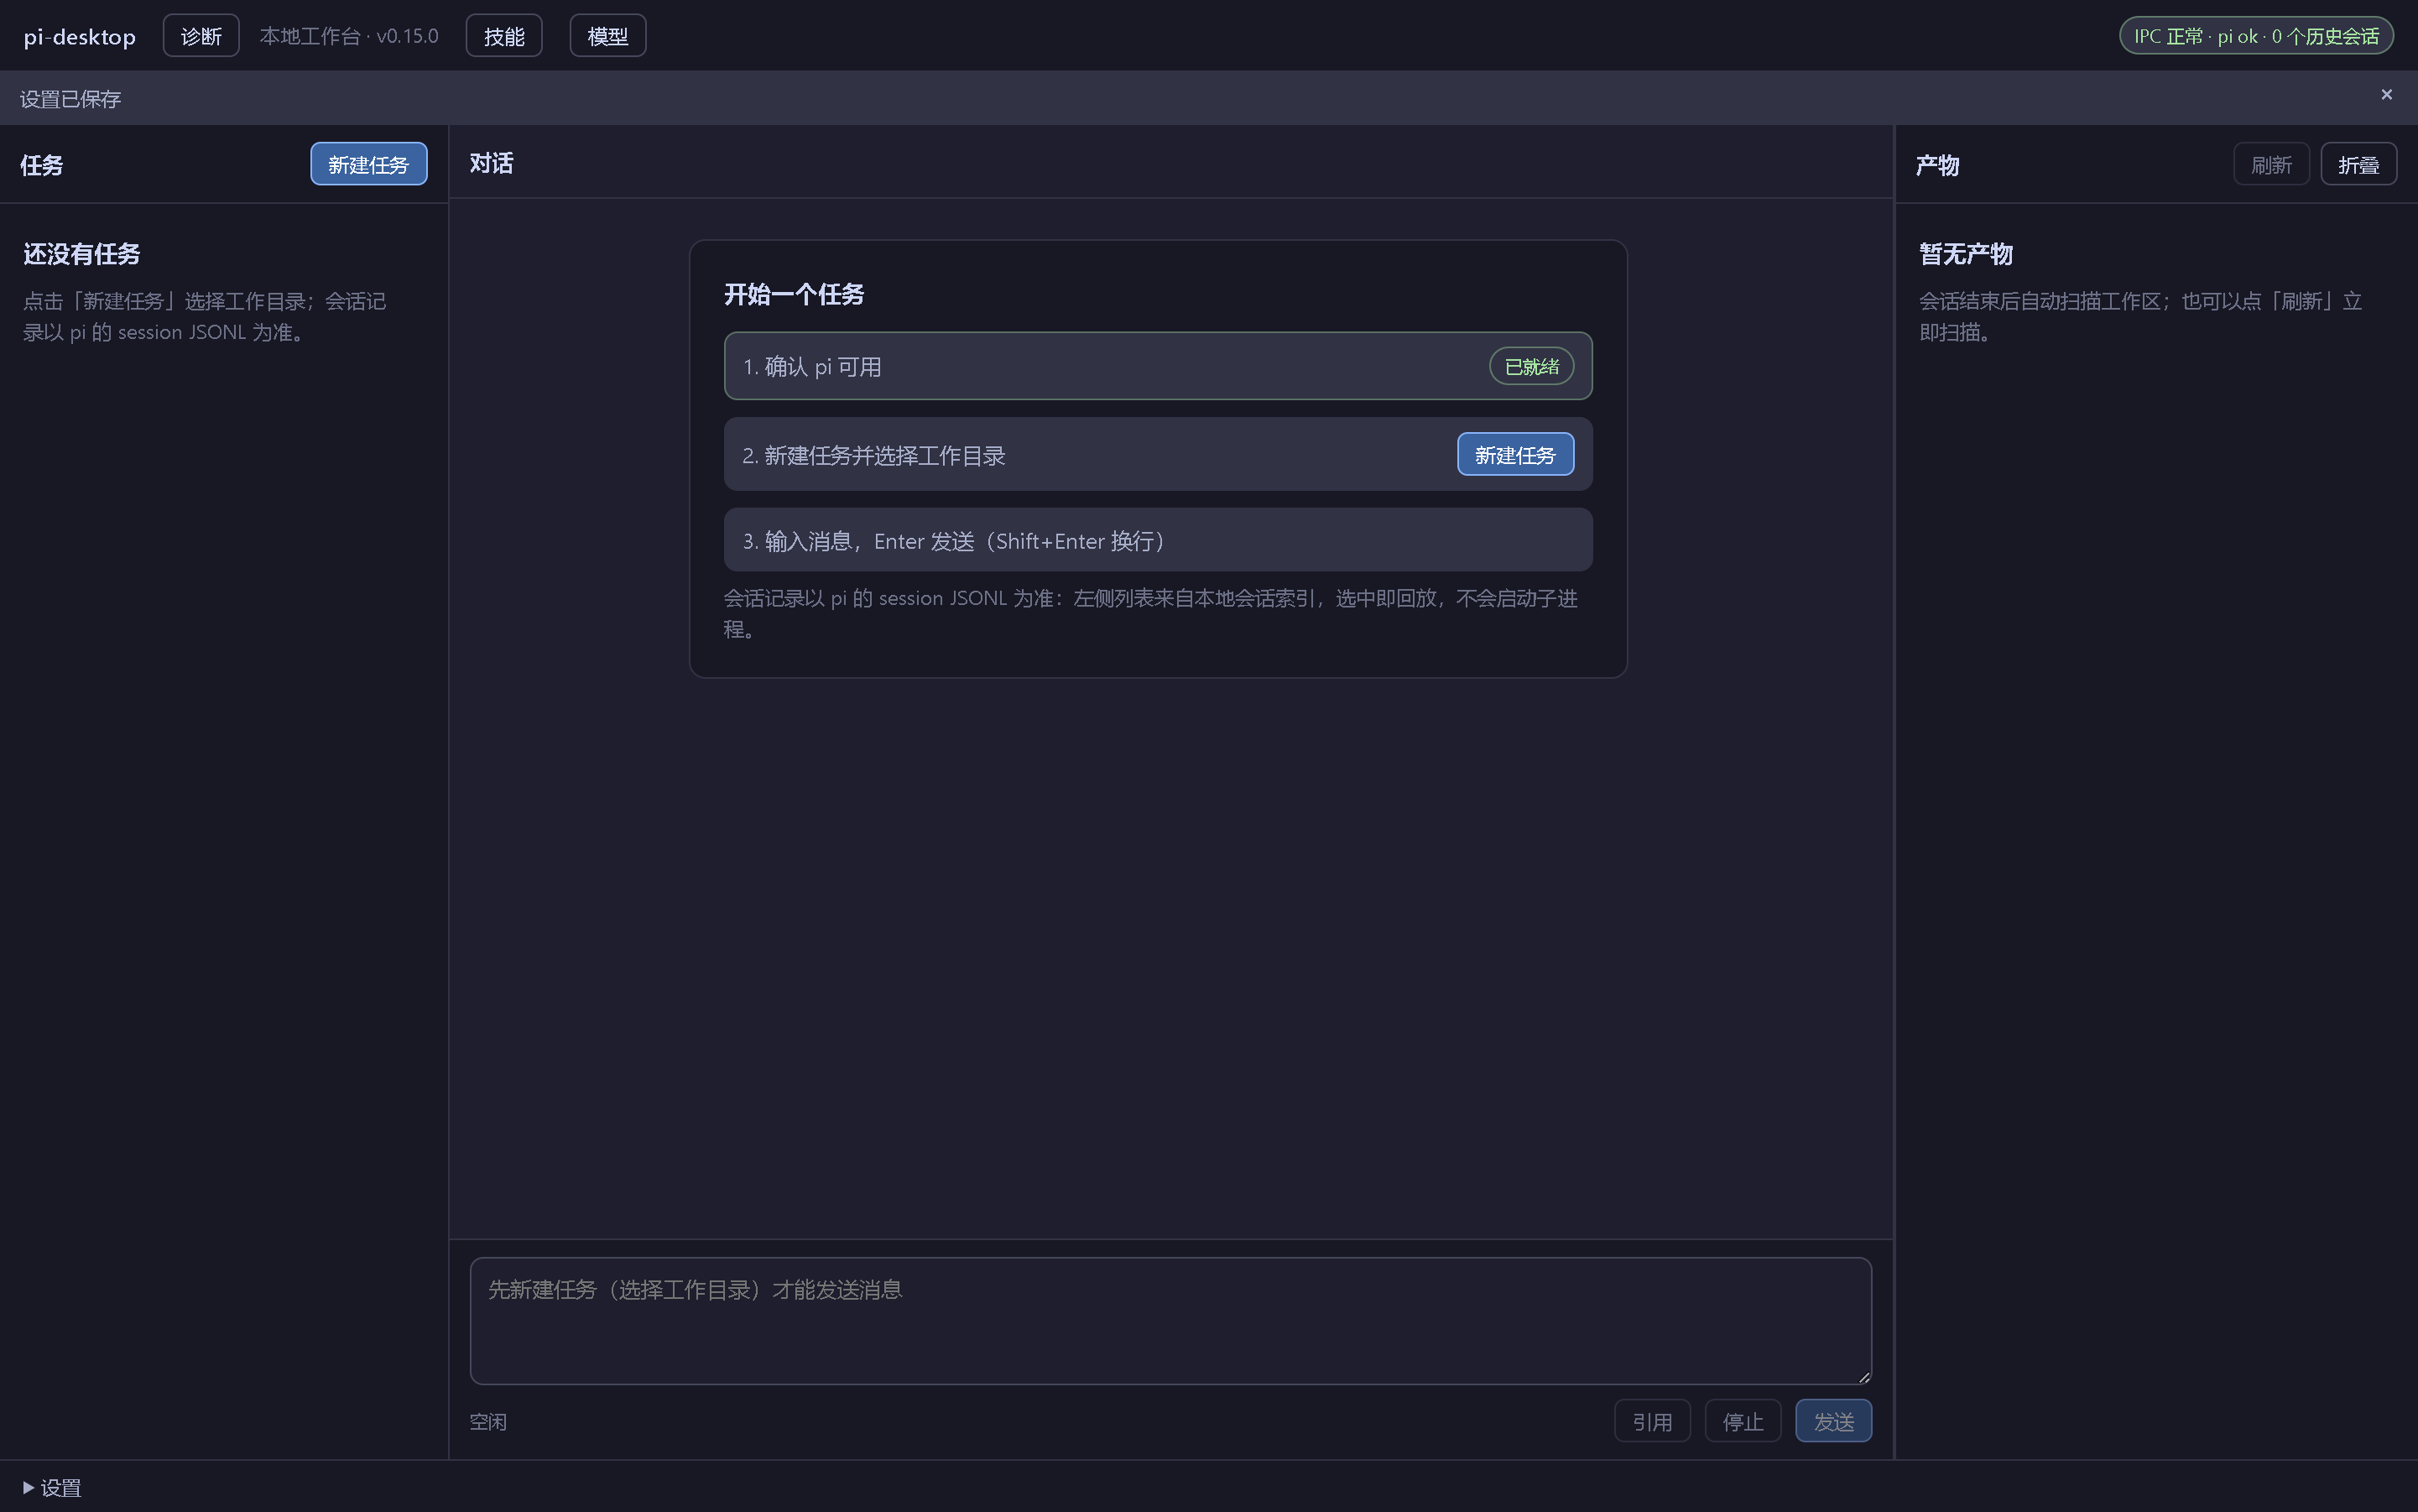 pi-desktop 诊断 本地工作台 · v0.15.0 技能 模型 IPC 正常 · pi ok · 0 个历史会话
设置已保存 ×
任务 新建任务
还没有任务
点击「新建任务」选择工作目录；会话记
录以 pi 的 session JSONL 为准。
对话
开始一个任务
1. 确认 pi 可用 已就绪
2. 新建任务并选择工作目录 新建任务
3. 输入消息，Enter 发送（Shift+Enter 换行）
会话记录以 pi 的 session JSONL 为准：左侧列表来自本地会话索引，选中即回放，不会启动子进
程。
先新建任务（选择工作目录）才能发送消息
空闲 引用 停止 发送
产物 刷新 折叠
暂无产物
会话结束后自动扫描工作区；也可以点「刷新」立
即扫描。
▶ 设置